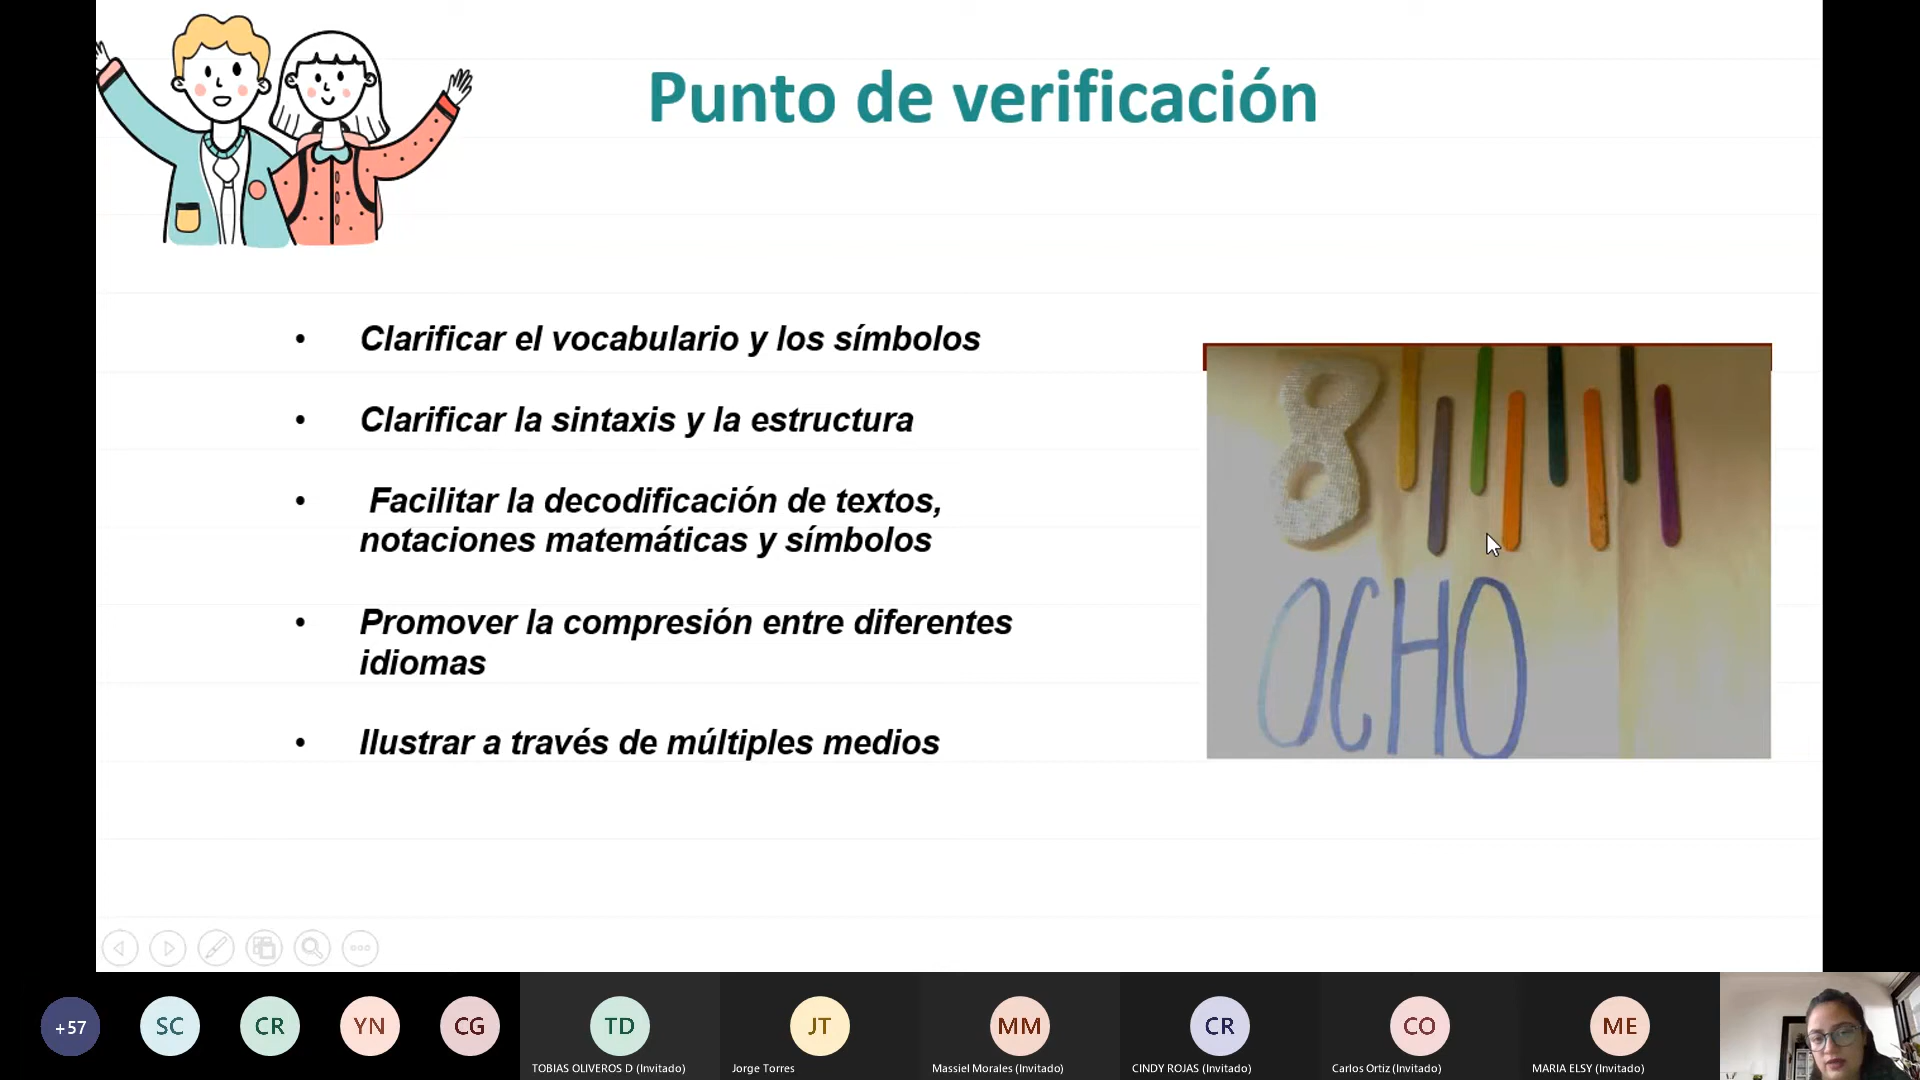 Punto de verificación
• Clarificar el vocabulario y los símbolos
• Clarificar la sintaxis y la estructura
• Facilitar la decodificación de textos,
notaciones matemáticas y símbolos
• Promover la compresión entre diferentes
idiomas
• Ilustrar a través de múltiples medios
8
OCHO
+57
SC
CR
YN
CG
TD
JT
MM
CR
CO
ME
TOBIAS OLIVEROS D (Invitado)
Jorge Torres
Massiel Morales (Invitado)
CINDY ROJAS (Invitado)
Carlos Ortiz (Invitado)
MARIA ELSY (Invitado)